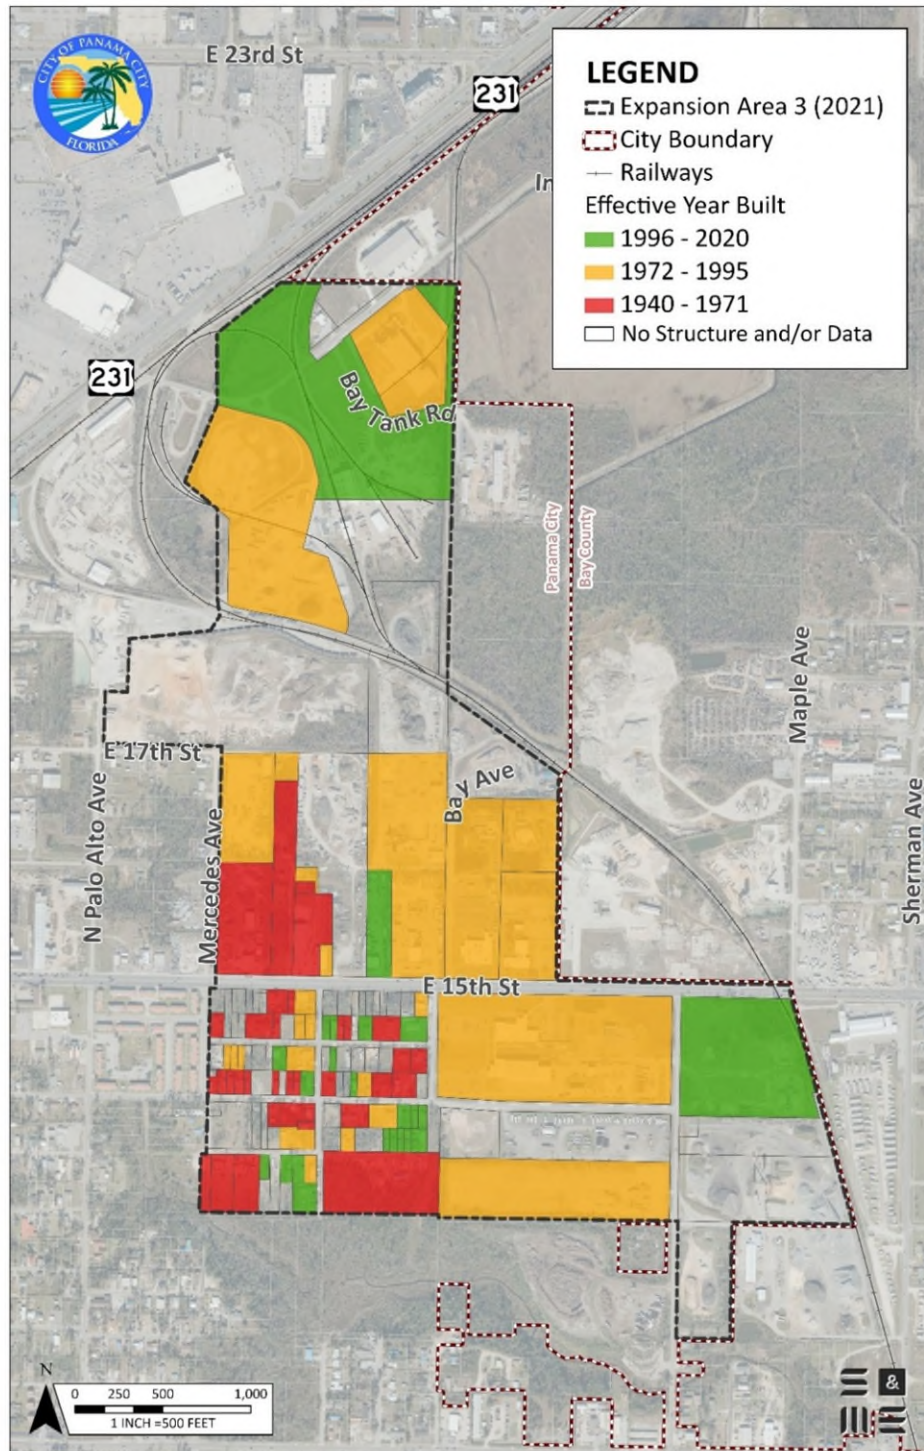 CITY OF PANAMA CITY
FLORIDA
E 23rd St
231
In
LEGEND
Expansion Area 3 (2021)
City Boundary
Railways
Effective Year Built
1996 - 2020
1972 - 1995
1940 - 1971
No Structure and/or Data
231
Bay Tank Rd
Panama City
Bay County
Maple Ave
E 17th St
Bay Ave
N Palo Alto Ave
Mercedes Ave
Sherman Ave
E 15th St
N
0 250 500 1,000
1 INCH =500 FEET
&